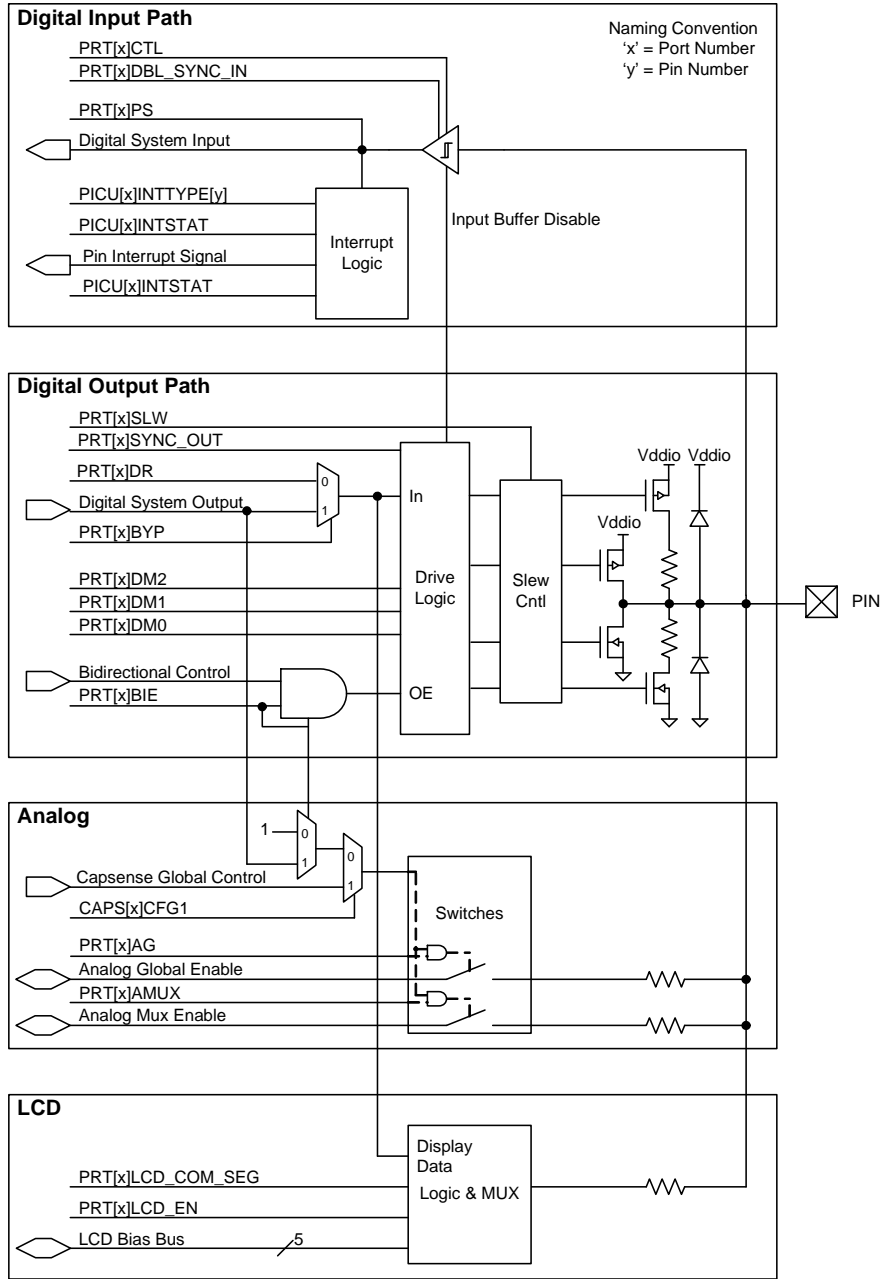 Digital Input Path
Naming Convention
'x' = Port Number
'y' = Pin Number
PRT[x]CTL
PRT[x]DBL_SYNC_IN
PRT[x]PS
Digital System Input
PICU[x]INTTYPE[y]
PICU[x]INTSTAT
Pin Interrupt Signal
PICU[x]INTSTAT
Interrupt
Logic
Input Buffer Disable
Digital Output Path
PRT[x]SLW
PRT[x]SYNC_OUT
PRT[x]DR
Digital System Output
PRT[x]BYP
0
1
PRT[x]DM2
PRT[x]DM1
PRT[x]DM0
Bidirectional Control
PRT[x]BIE
In
Drive
Logic
OE
Slew
Cntl
Vddio
Vddio
Vddio
PIN
Analog
1
0
1
0
1
Capsense Global Control
CAPS[x]CFG1
Switches
PRT[x]AG
Analog Global Enable
PRT[x]AMUX
Analog Mux Enable
LCD
Display
Data
Logic & MUX
PRT[x]LCD_COM_SEG
PRT[x]LCD_EN
LCD Bias Bus
5